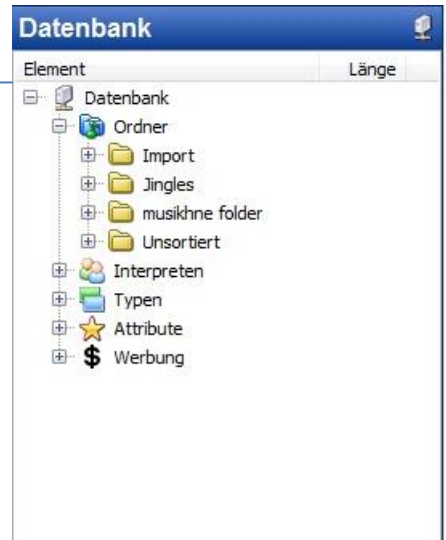 Datenbank
Element Länge
Datenbank
Ordner
Import
Jingles
musikhne folder
Unsortiert
Interpreten
Typen
Attribute
$ Werbung